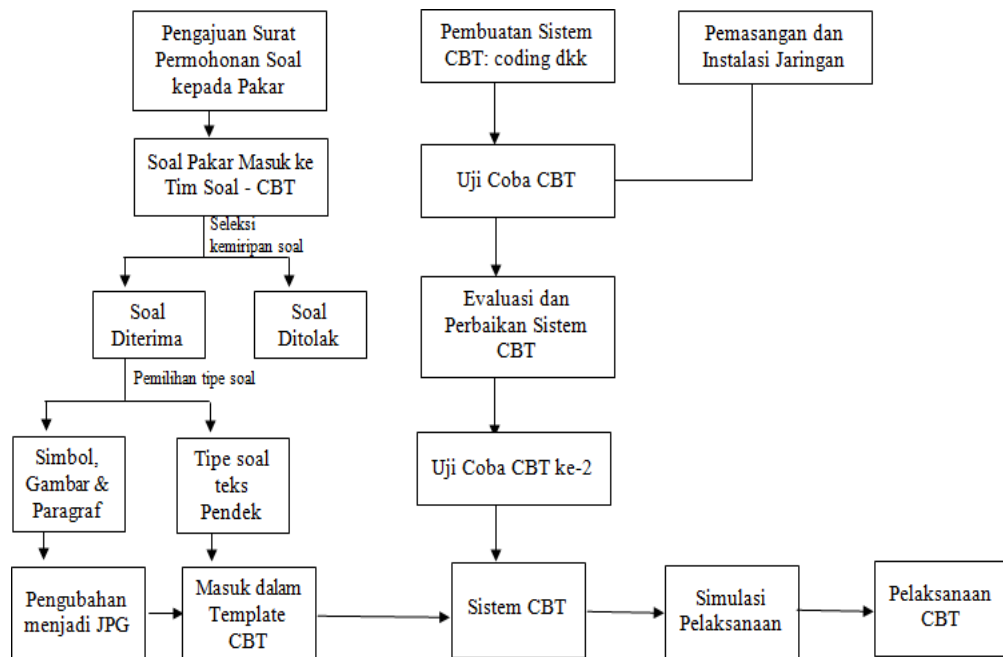 Pengajuan Surat
Permohonan Soal
kepada Pakar
Pembuatan Sistem
CBT: coding dkk
Pemasangan dan
Instalasi Jaringan
Soal Pakar Masuk ke
Tim Soal - CBT
Uji Coba CBT
Seleksi
kemiripan soal
Soal
Diterima
Soal
Ditolak
Evaluasi dan
Perbaikan Sistem
CBT
Pemilihan tipe soal
Simbol,
Gambar &
Paragraf
Tipe soal
teks
Pendek
Uji Coba CBT ke-2
Pengubahan
menjadi JPG
Masuk dalam
Template
CBT
Sistem CBT
Simulasi
Pelaksanaan
Pelaksanaan
CBT